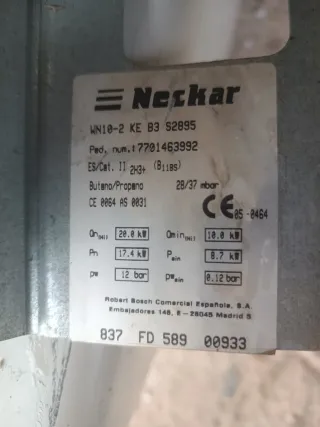 Neckar
WN10-2 KE B3 S2895
Ped. num.:7701463992
ES/Cat. II 2H3+ (B11BS)
Butano/Propano 28/37 mbar
CE 0064 AS 0031
CE 05-0464
Qn 20.0 kW Qmin 10.0 kW
Pn 17.4 kW Pmin 8.7 kW
pw 12 bar pwmin 0.12 bar
Robert Bosch Comercial Española, S.A
Embajadores 146, E - 28045 Madrid 5
837 FD 589 00933